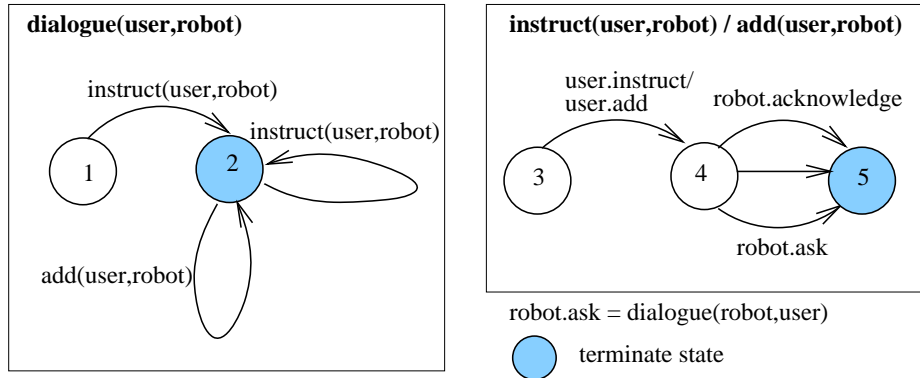 dialogue(user,robot)
instruct(user,robot)
instruct(user,robot)
1
2
add(user,robot)
instruct(user,robot) / add(user,robot)
user.instruct/
user.add
robot.acknowledge
3
4
5
robot.ask
robot.ask = dialogue(robot,user)
terminate state